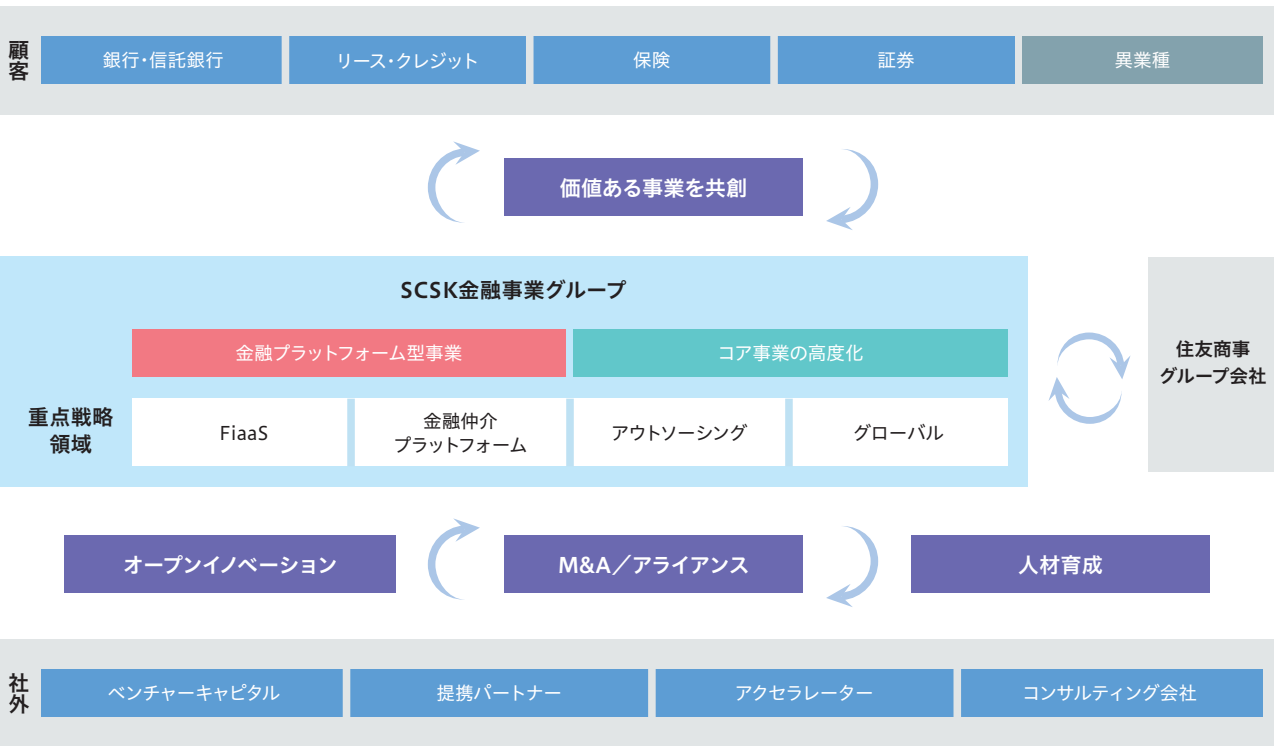 顧客
銀行・信託銀行
リース・クレジット
保険
証券
異業種
価値ある事業を共創
SCSK金融事業グループ
金融プラットフォーム型事業
コア事業の高度化
重点戦略
領域
FiaaS
金融仲介
プラットフォーム
アウトソーシング
グローバル
住友商事
グループ会社
オープンイノベーション
M&A／アライアンス
人材育成
社外
ベンチャーキャピタル
提携パートナー
アクセラレーター
コンサルティング会社